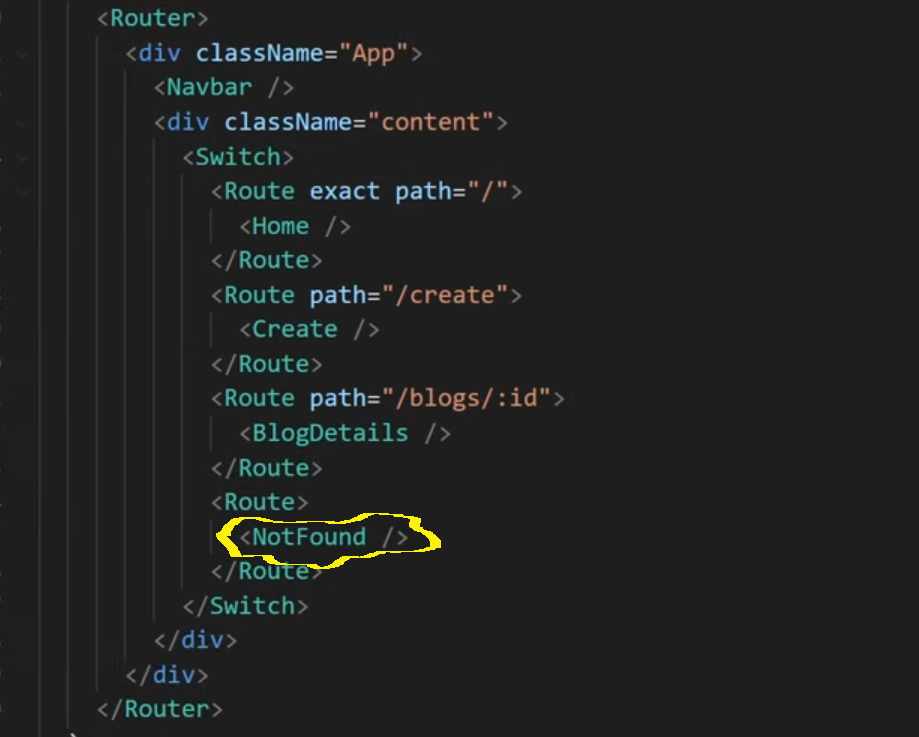 <Router>
<div className="App">
<Navbar />
<div className="content">
<Switch>
<Route exact path="/">
<Home />
</Route>
<Route path="/create">
<Create />
</Route>
<Route path="/blogs/:id">
<BlogDetails />
</Route>
<Route>
<NotFound />
</Route>
</Switch>
</div>
</div>
</Router>